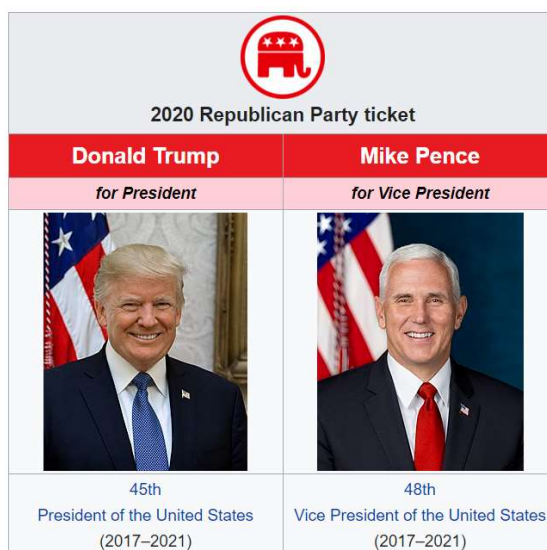 2020 Republican Party ticket
Donald Trump
Mike Pence
for President
for Vice President
45th
President of the United States
(2017–2021)
48th
Vice President of the United States
(2017–2021)